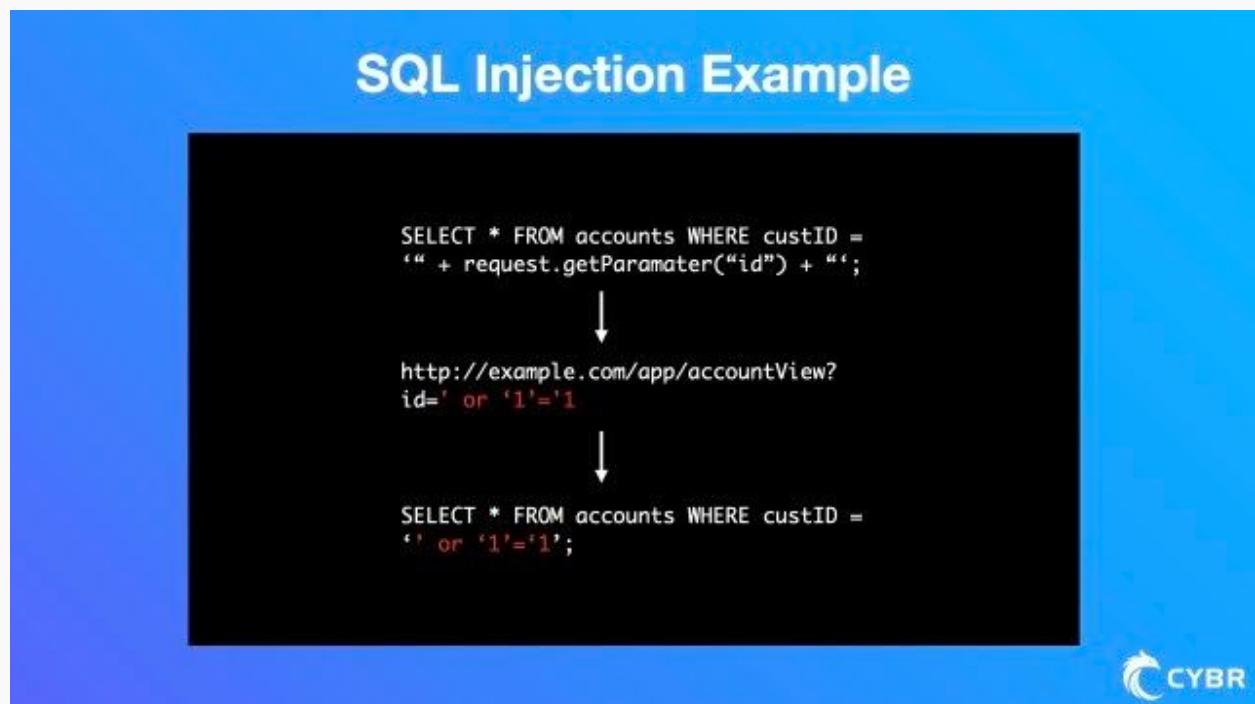 SQL Injection Example
SELECT * FROM accounts WHERE custID =
‘“ + request.getParamater(“id”) + “‘;
http://example.com/app/accountView?
id=' or ‘1’='1
SELECT * FROM accounts WHERE custID =
‘' or ‘1’=‘1’;
CYBR